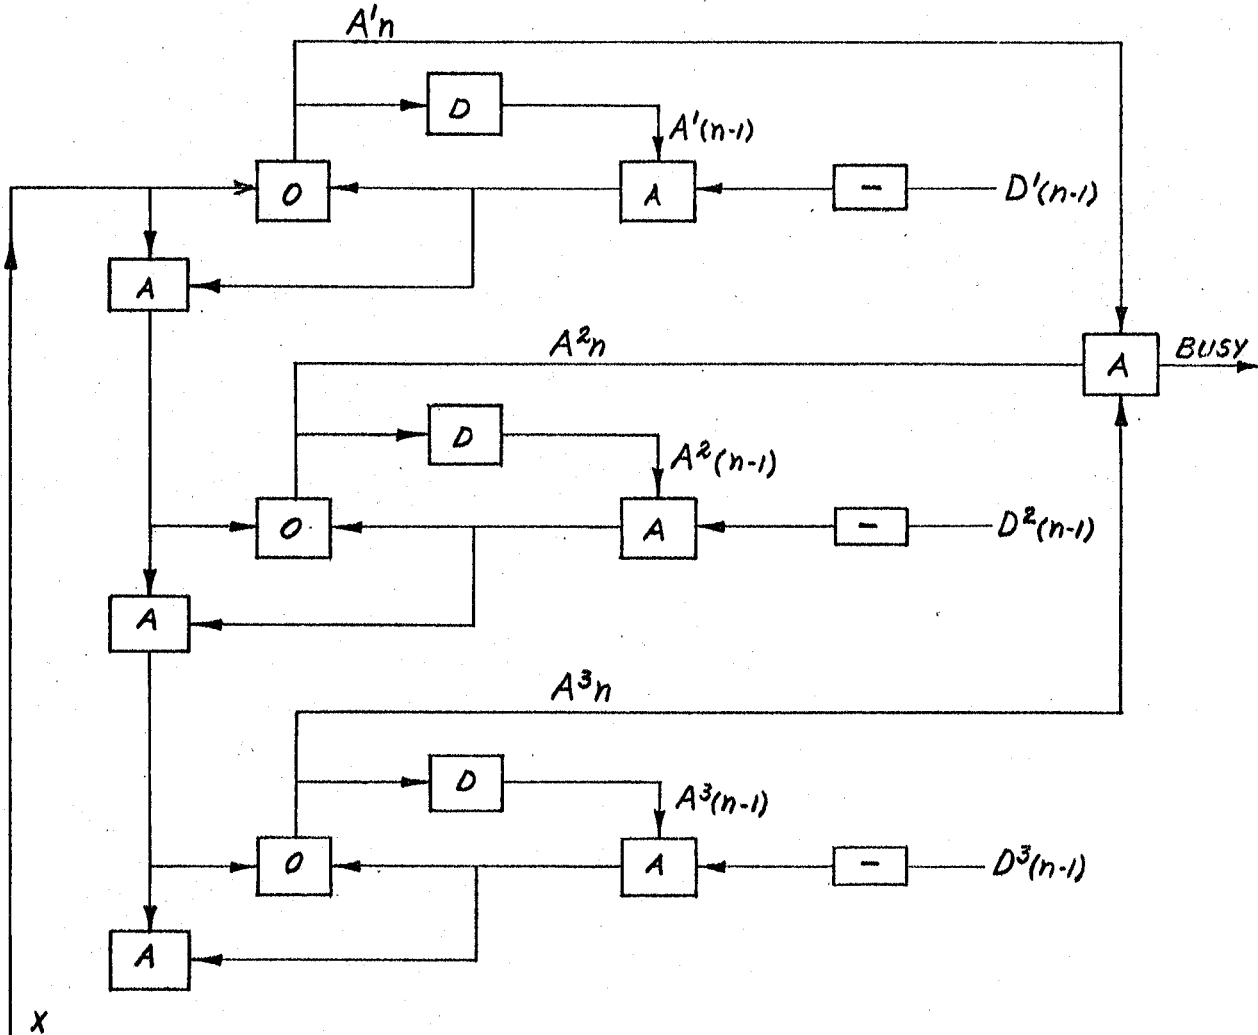 A'n
D
A'(n-1)
O
A
−
D'(n-1)
A
A²n
A
BUSY
D
A²(n-1)
O
A
−
D²(n-1)
A
A³n
D
A³(n-1)
O
A
−
D³(n-1)
A
X